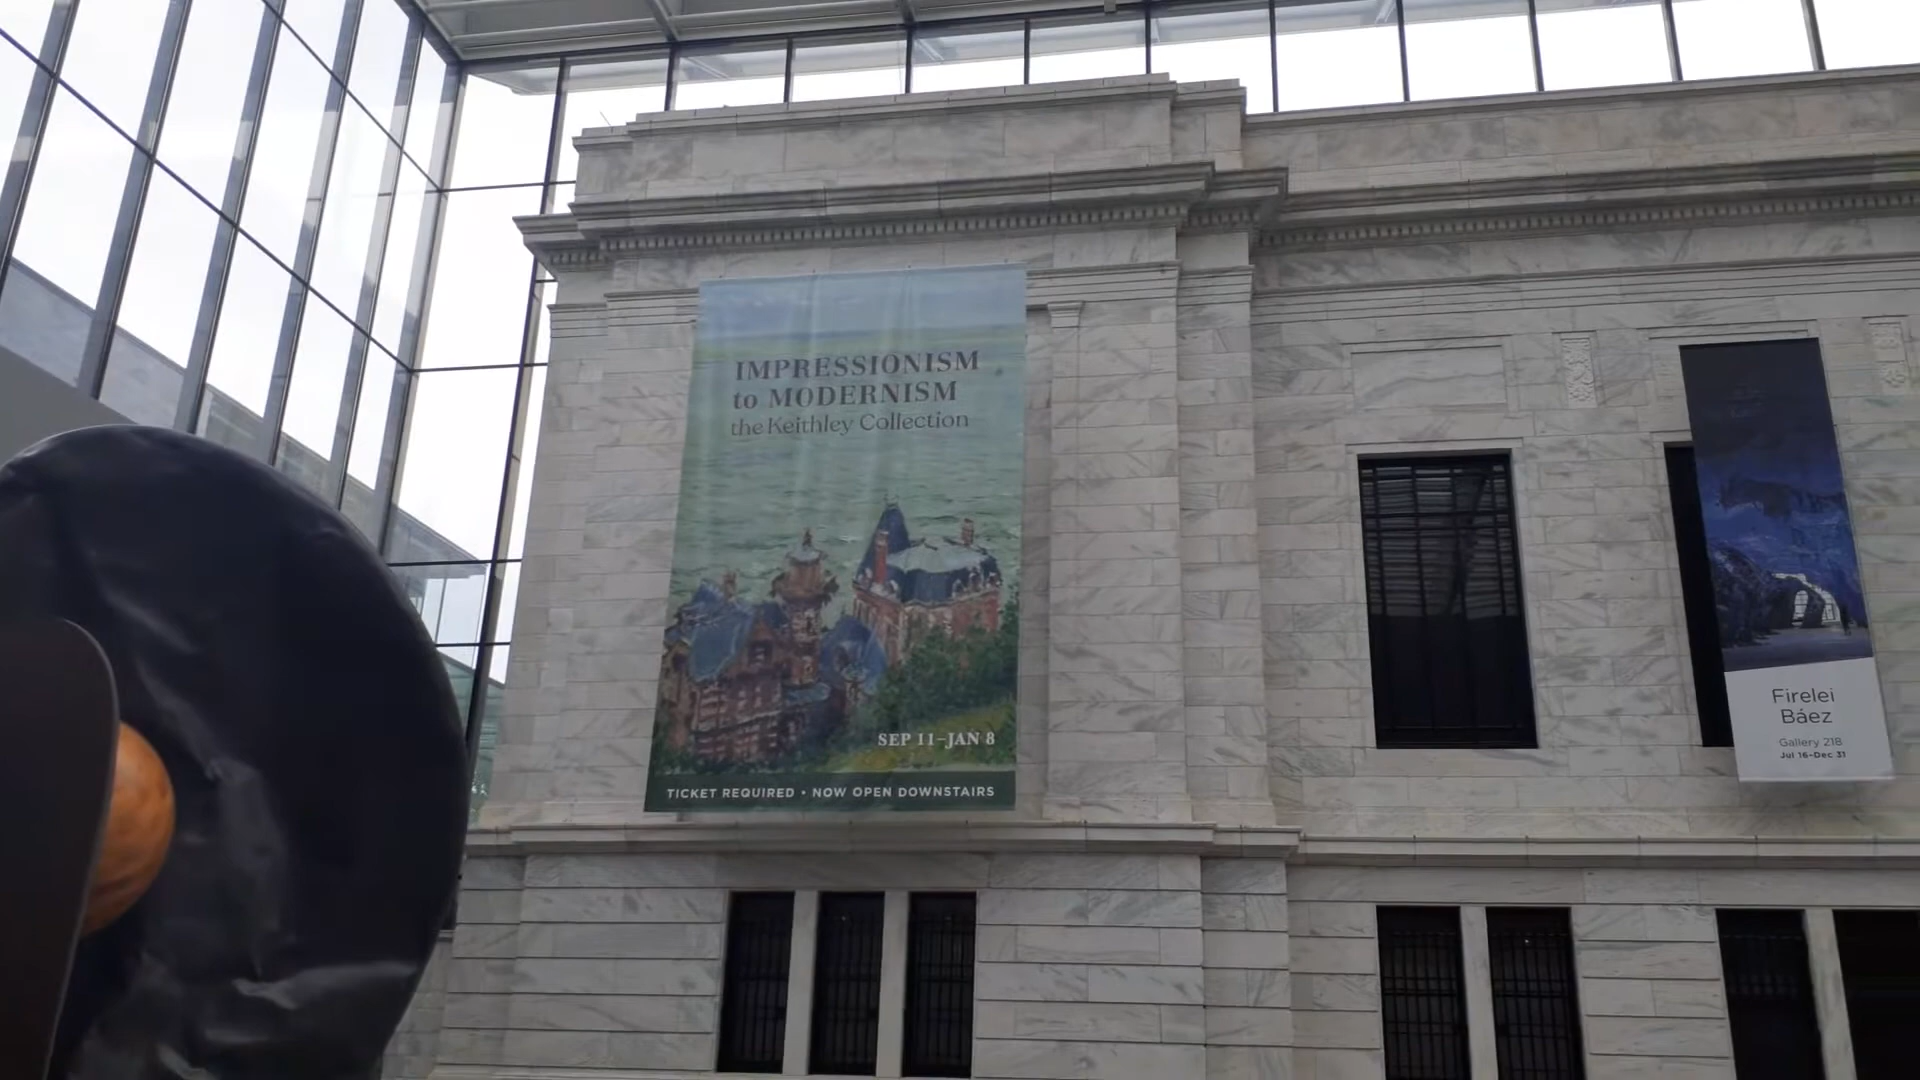 IMPRESSIONISM
to MODERNISM
the Keithley Collection
SEP 11–JAN 8
TICKET REQUIRED • NOW OPEN DOWNSTAIRS
Firelei
Báez
Gallery 218
Jul 16–Dec 31